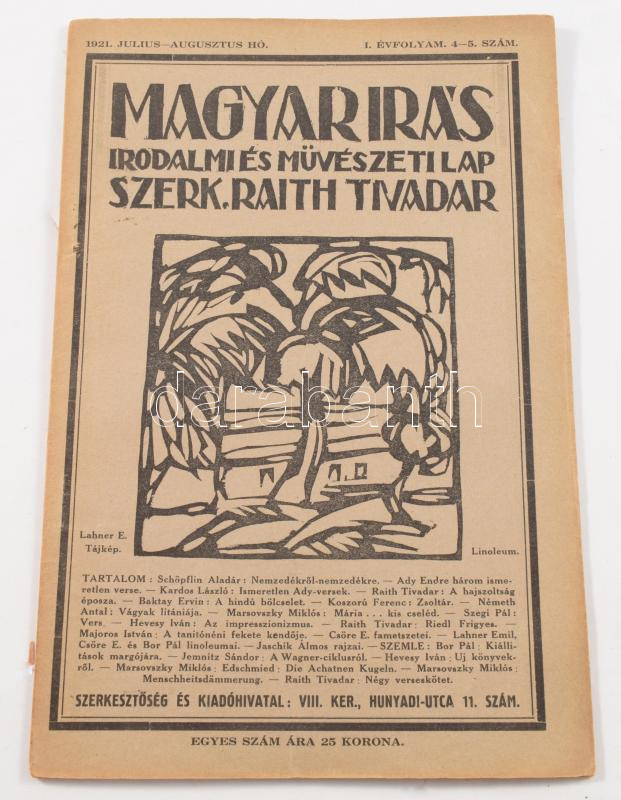 1921. JULIUS—AUGUSZTUS HÓ. I. ÉVFOLYAM. 4—5. SZÁM.
MAGYAR IRÁS
IRODALMI ÉS MÜVÉSZETI LAP
SZERK. RAITH TIVADAR
darabanth
Lahner E.
Tájkép. Linoleum.
TARTALOM: Schöpflin Aladár: Nemzedékről-nemzedékre. — Ady Endre három isme-
retlen verse. — Kardos László: Ismeretlen Ady-versek. — Raith Tivadar: A hajszoltság
éposza. — Baktay Ervin: A hindú bölcselet. — Koszorú Ferenc: Zsoltár. — Németh
Antal: Vágyak litániája. — Marsovszky Miklós: Mária . . . kis cseléd. — Szegi Pál:
Vers. — Hevesy Iván: Az impresszionizmus. — Raith Tivadar: Riedl Frigyes. —
Majoros István: A tanítónéni fekete kendője. — Csöre E. fametszetei. — Lahner Emil,
Csöre E. és Bor Pál linoleumai. — Jaschik Álmos rajzai. — SZEMLE: Bor Pál: Kiálli-
tások margójára. — Jemnitz Sándor: A Wagner-ciklusról. — Hevesy Iván: Uj könyvek-
ről. — Marsovszky Miklós: Edschmied: Die Achatnen Kugeln. — Marsovszky Miklós:
Menschheitsdämmerung. — Raith Tivadar: Négy verseskötet.
SZERKESZTŐSÉG ÉS KIADÓHIVATAL: VIII. KER., HUNYADI-UTCA 11. SZÁM.
EGYES SZÁM ÁRA 25 KORONA.